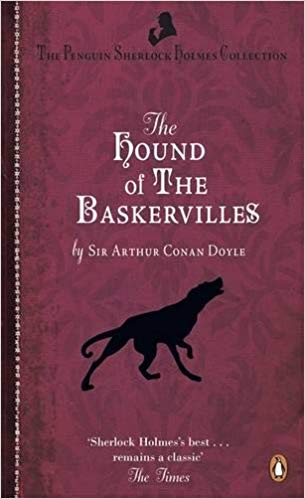 The Penguin Sherlock Holmes Collection
The
Hound
of The
Baskervilles
by Sir Arthur Conan Doyle
‘Sherlock Holmes’s best . . .
remains a classic’
The Times